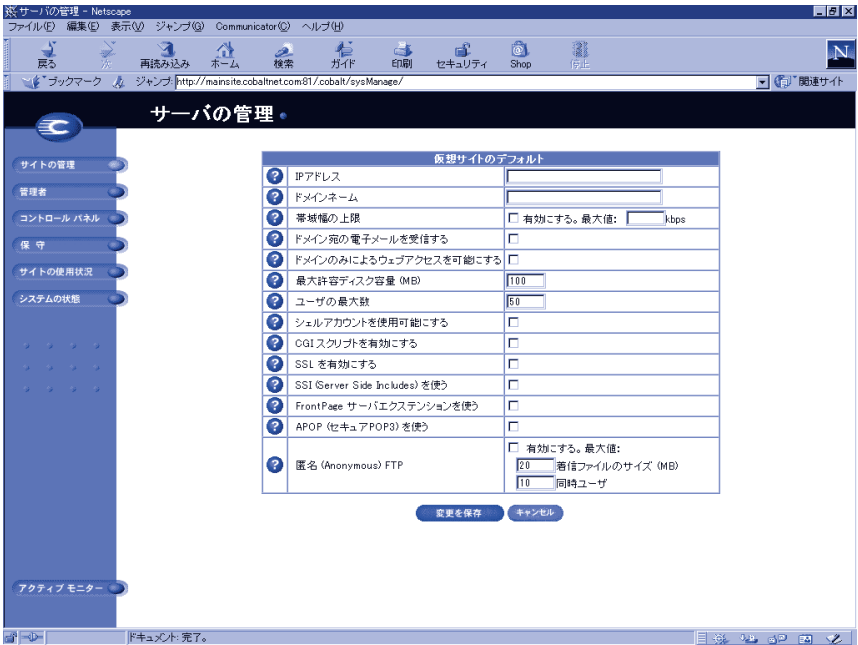 サーバの管理 - Netscape
ファイル(F) 編集(E) 表示(V) ジャンプ(G) Communicator(C) ヘルプ(H)
戻る 次 再読み込み ホーム 検索 ガイド 印刷 セキュリティ Shop 停止
ブックマーク ジャンプ: http://mainsite.cobaltnet.com:81/.cobalt/sysManage/ 関連サイト
サーバの管理
サイトの管理
管理者
コントロール パネル
保 守
サイトの使用状況
システムの状態
アクティブ モニター
仮想サイトのデフォルト
IPアドレス
ドメインネーム
帯域幅の上限 有効にする。最大値: kbps
ドメイン宛の電子メールを受信する
ドメインのみによるウェブアクセスを可能にする
最大許容ディスク容量 (MB) 100
ユーザの最大数 50
シェルアカウントを使用可能にする
CGI スクリプトを有効にする
SSL を有効にする
SSI (Server Side Includes) を使う
FrontPage サーバエクステンションを使う
APOP (セキュアPOP3) を使う
匿名 (Anonymous) FTP 有効にする。最大値:
20 着信ファイルのサイズ (MB)
10 同時ユーザ
変更を保存 キャンセル
ドキュメント: 完了。